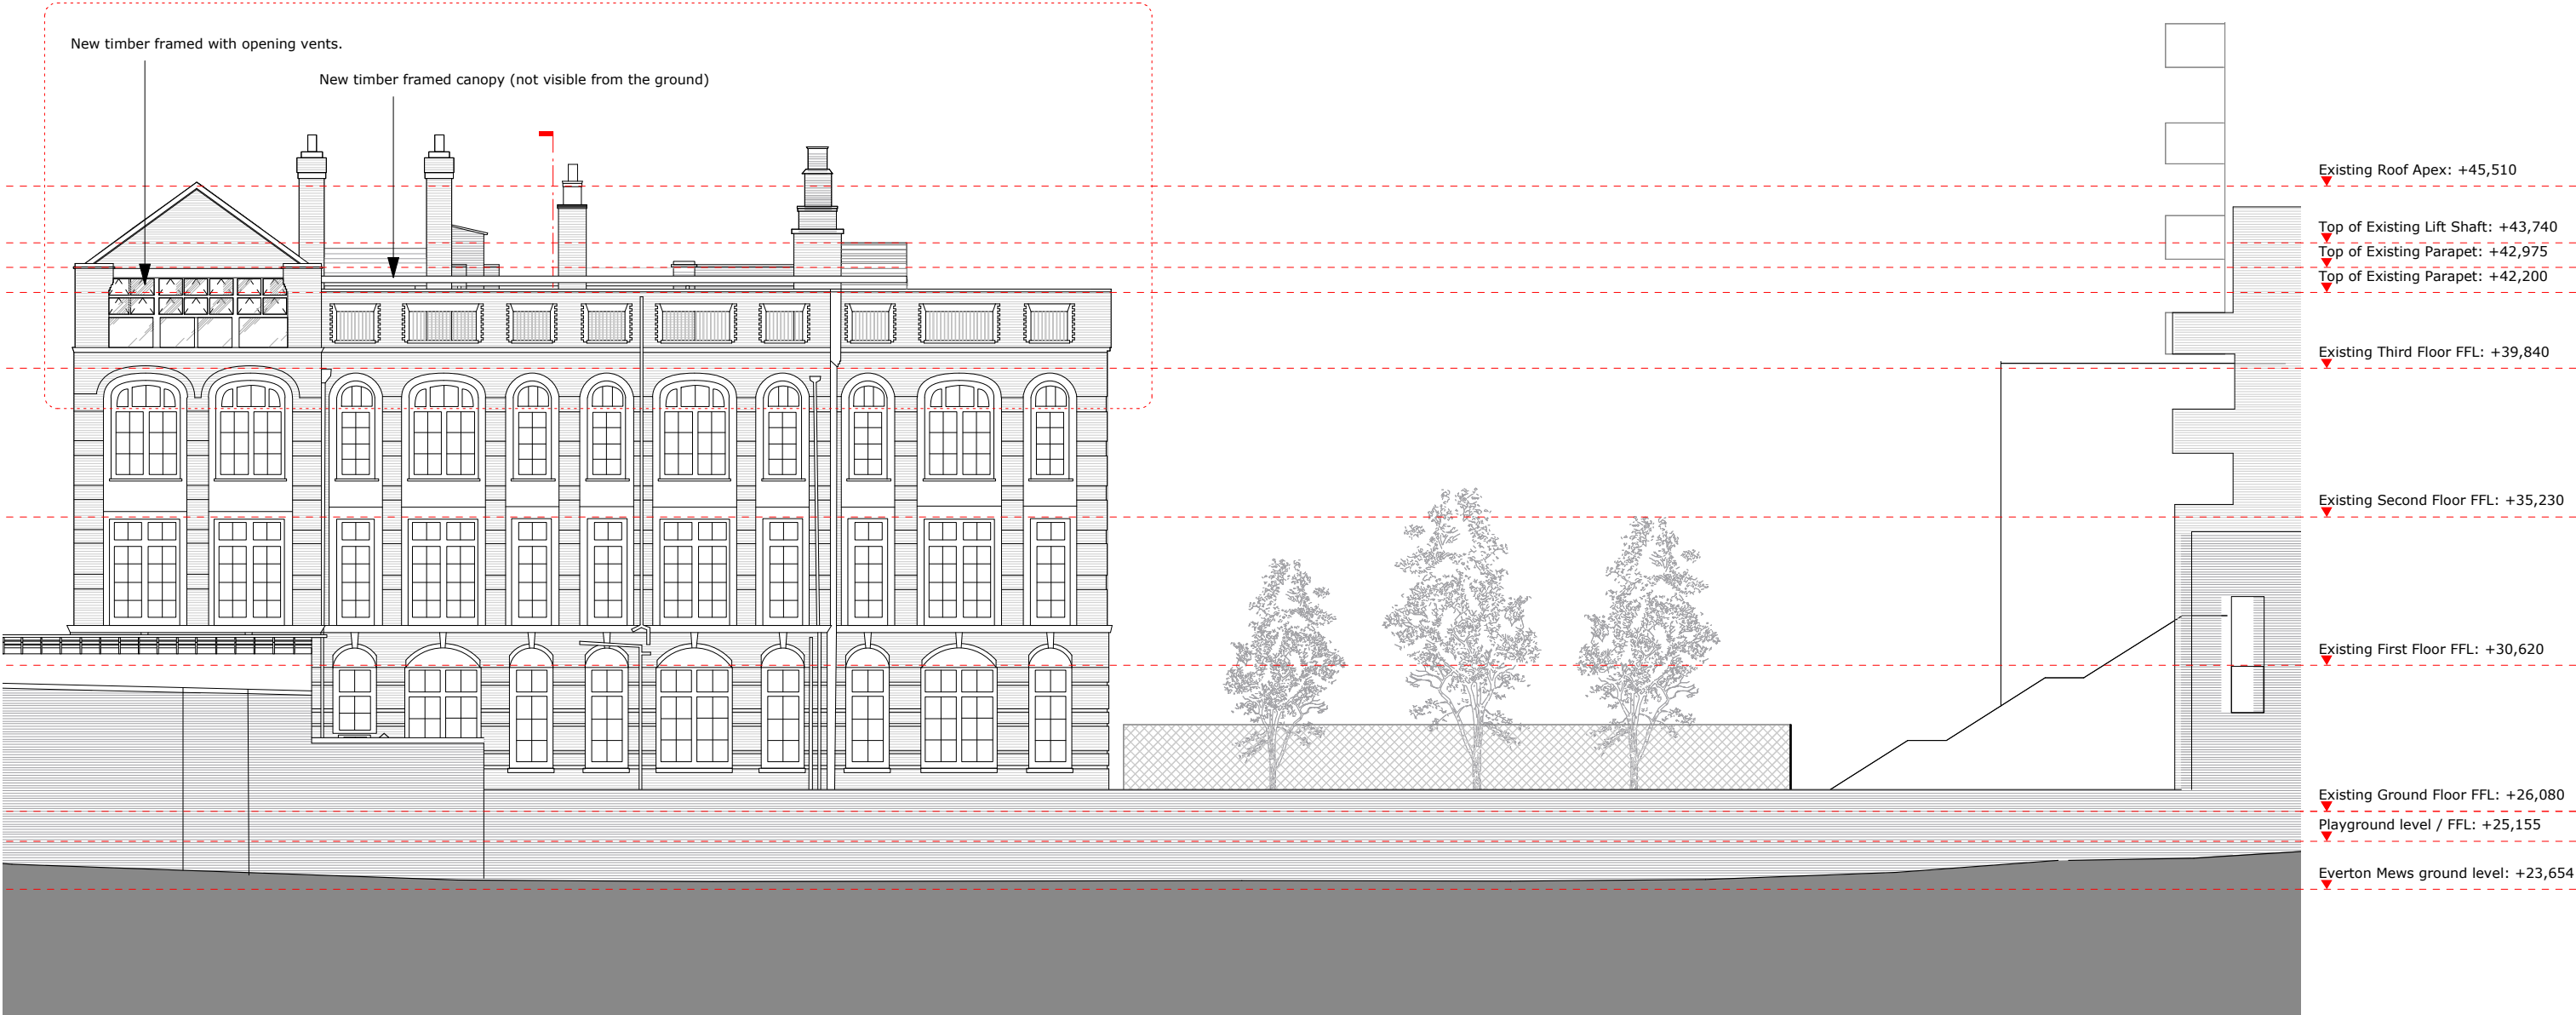 New timber framed with opening vents.
New timber framed canopy (not visible from the ground)
Existing Roof Apex: +45,510
Top of Existing Lift Shaft: +43,740
Top of Existing Parapet: +42,975
Top of Existing Parapet: +42,200
Existing Third Floor FFL: +39,840
Existing Second Floor FFL: +35,230
Existing First Floor FFL: +30,620
Existing Ground Floor FFL: +26,080
Playground level / FFL: +25,155
Everton Mews ground level: +23,654